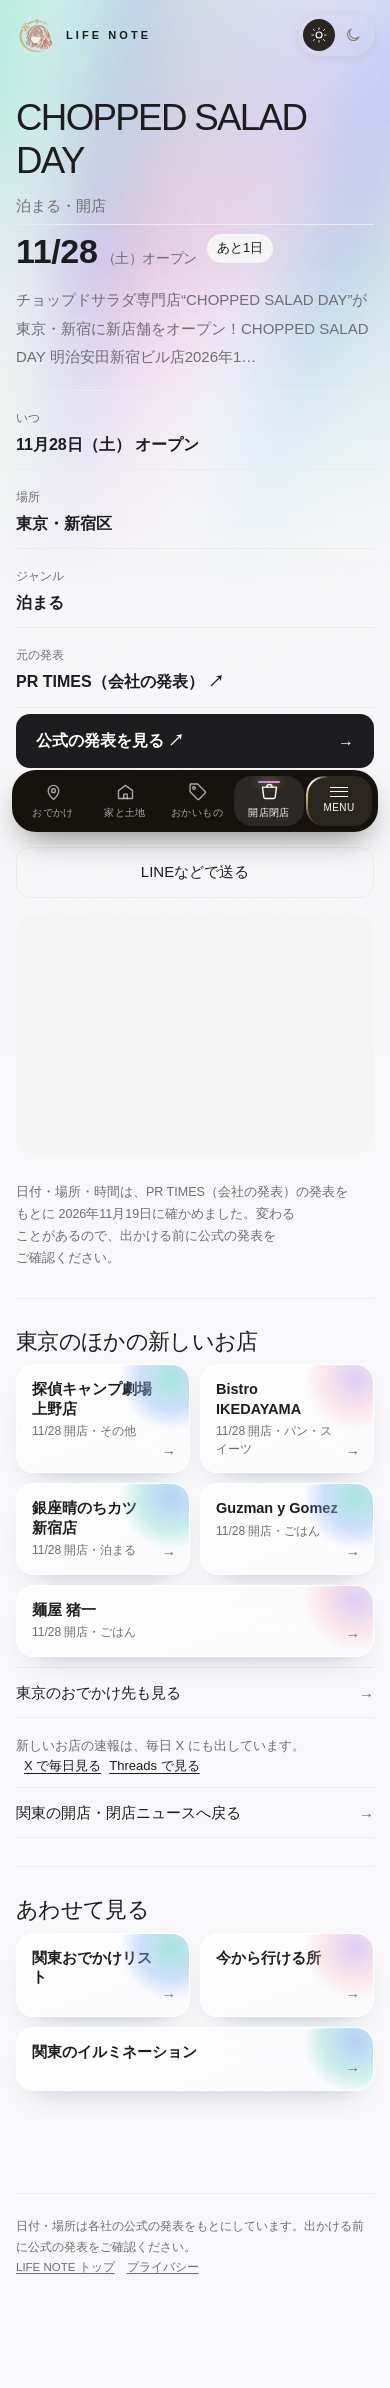 LIFE NOTE
CHOPPED SALAD
DAY
泊まる・開店
11/28 （土）オープン あと1日
チョップドサラダ専門店“CHOPPED SALAD DAY”が
東京・新宿に新店舗をオープン！CHOPPED SALAD
DAY 明治安田新宿ビル店2026年1…
いつ
11月28日（土） オープン
場所
東京・新宿区
ジャンル
泊まる
元の発表
PR TIMES（会社の発表） ↗
公式の発表を見る ↗ →
おでかけ 家と土地 おかいもの 開店閉店 MENU
LINEなどで送る
日付・場所・時間は、PR TIMES（会社の発表）の発表を
もとに 2026年11月19日に確かめました。変わる
ことがあるので、出かける前に公式の発表を
ご確認ください。
東京のほかの新しいお店
探偵キャンプ劇場
上野店
11/28 開店・その他
→
Bistro
IKEDAYAMA
11/28 開店・パン・ス
イーツ
→
銀座晴のちカツ
新宿店
11/28 開店・泊まる
→
Guzman y Gomez
11/28 開店・ごはん
→
麺屋 猪一
11/28 開店・ごはん
→
東京のおでかけ先も見る →
新しいお店の速報は、毎日 X にも出しています。
X で毎日見る Threads で見る
関東の開店・閉店ニュースへ戻る →
あわせて見る
関東おでかけリス
ト
→
今から行ける所
→
関東のイルミネーション
→
日付・場所は各社の公式の発表をもとにしています。出かける前
に公式の発表をご確認ください。
LIFE NOTE トップ プライバシー